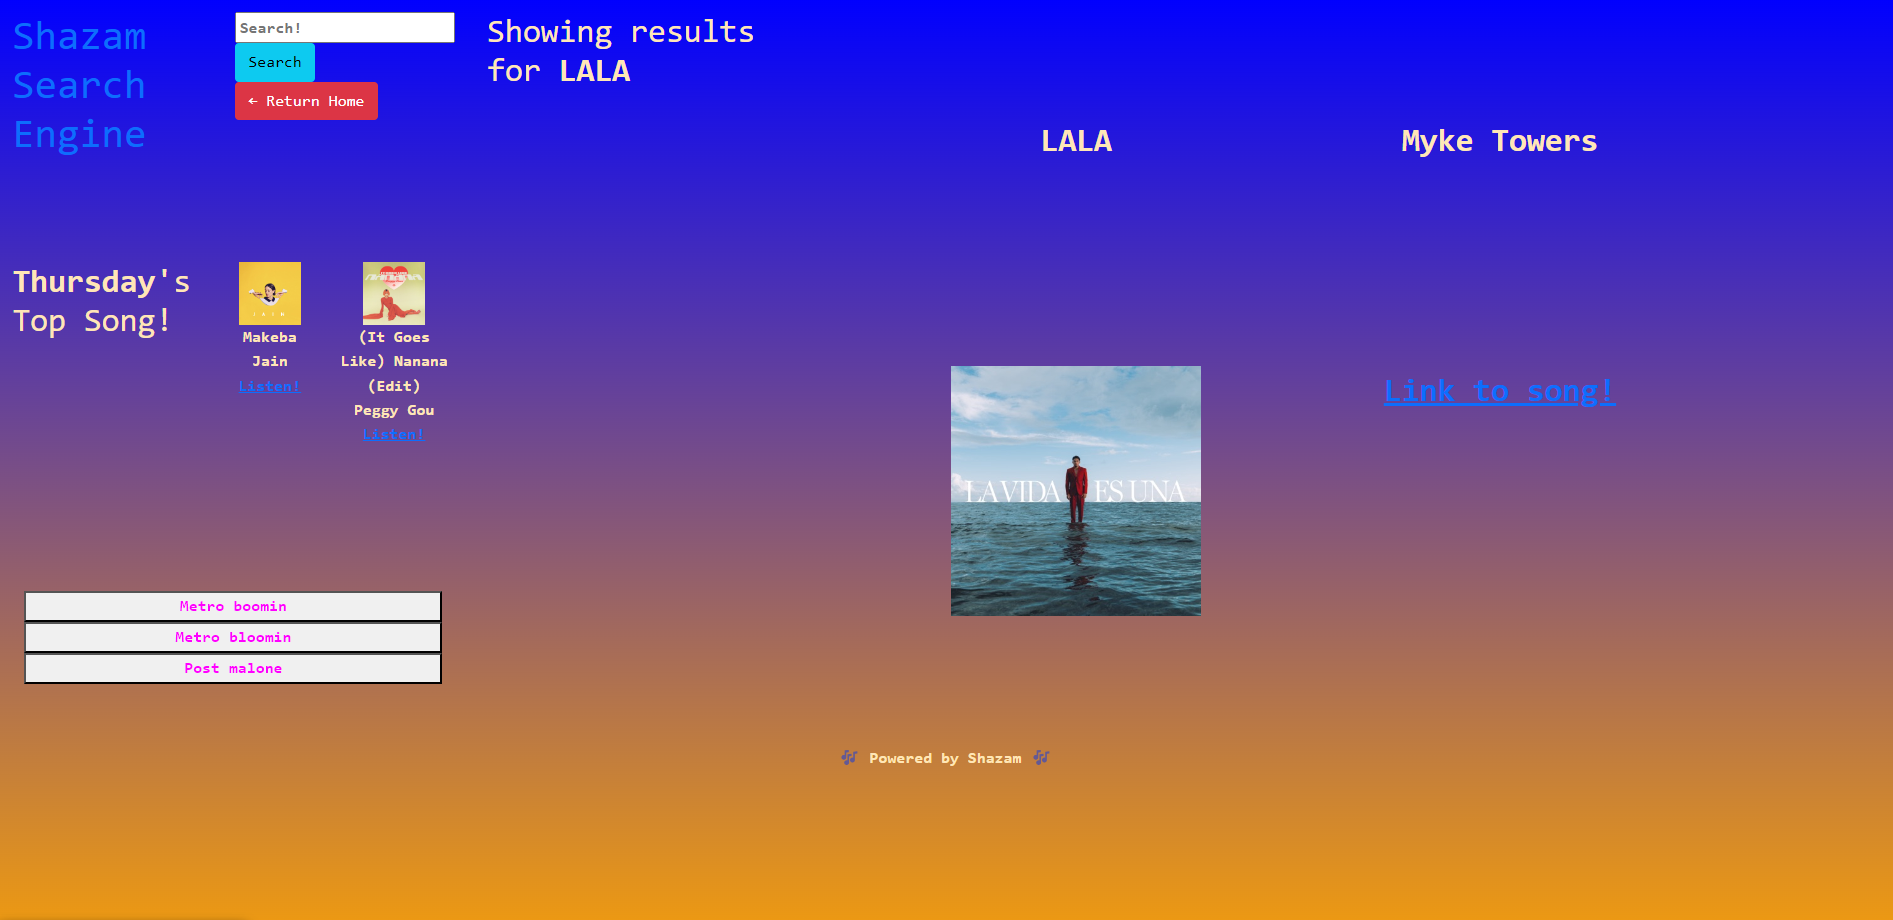 Shazam
Search
Engine
Search!
Search
← Return Home
Showing results
for LALA
LALA
Myke Towers
Thursday's
Top Song!
JAIN
Makeba
Jain
Listen!
(It Goes
Like) Nanana
(Edit)
Peggy Gou
Listen!
LA VIDA ES UNA
Link to song!
Metro boomin
Metro bloomin
Post malone
🎶 Powered by Shazam 🎶